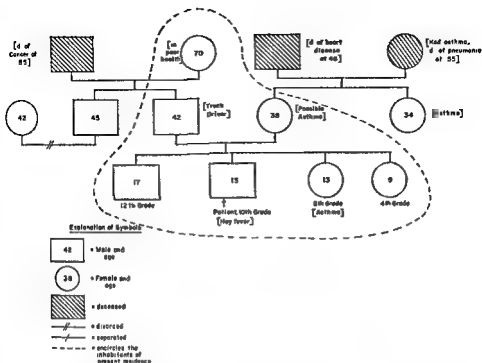 [d of
Cancer at
85]
[in
poor
health]
70
[d of heart
disease
at 46]
[Had asthma,
d of pneumonia
at 55]
42
45
42
[Truck
Driver]
38
[Possible
Asthma]
34
[Asthma]
17
12th Grade
15
Patient, 10th Grade
[Hay fever]
13
8th Grade
[Asthma]
9
4th Grade
Explanation of Symbols
42
= Male and
age
38
= Female and
age
= deceased
= divorced
= separated
= encircles the
inhabitants of
present residence